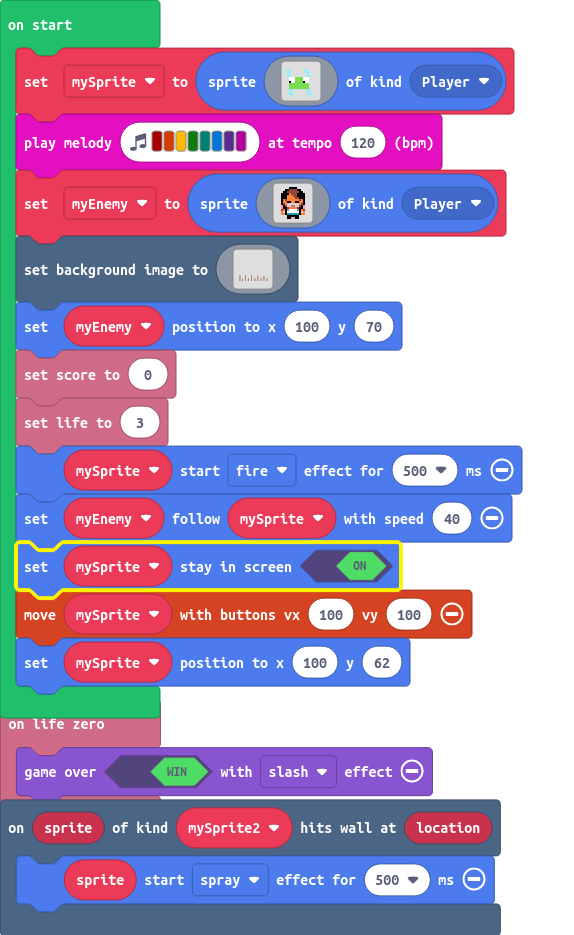 on start
set mySprite to sprite of kind Player
play melody at tempo 120 (bpm)
set myEnemy to sprite of kind Player
set background image to
set myEnemy position to x 100 y 70
set score to 0
set life to 3
mySprite start fire effect for 500 ms
set myEnemy follow mySprite with speed 40
set mySprite stay in screen ON
move mySprite with buttons vx 100 vy 100
set mySprite position to x 100 y 62
on life zero
game over WIN with slash effect
on sprite of kind mySprite2 hits wall at location
sprite start spray effect for 500 ms